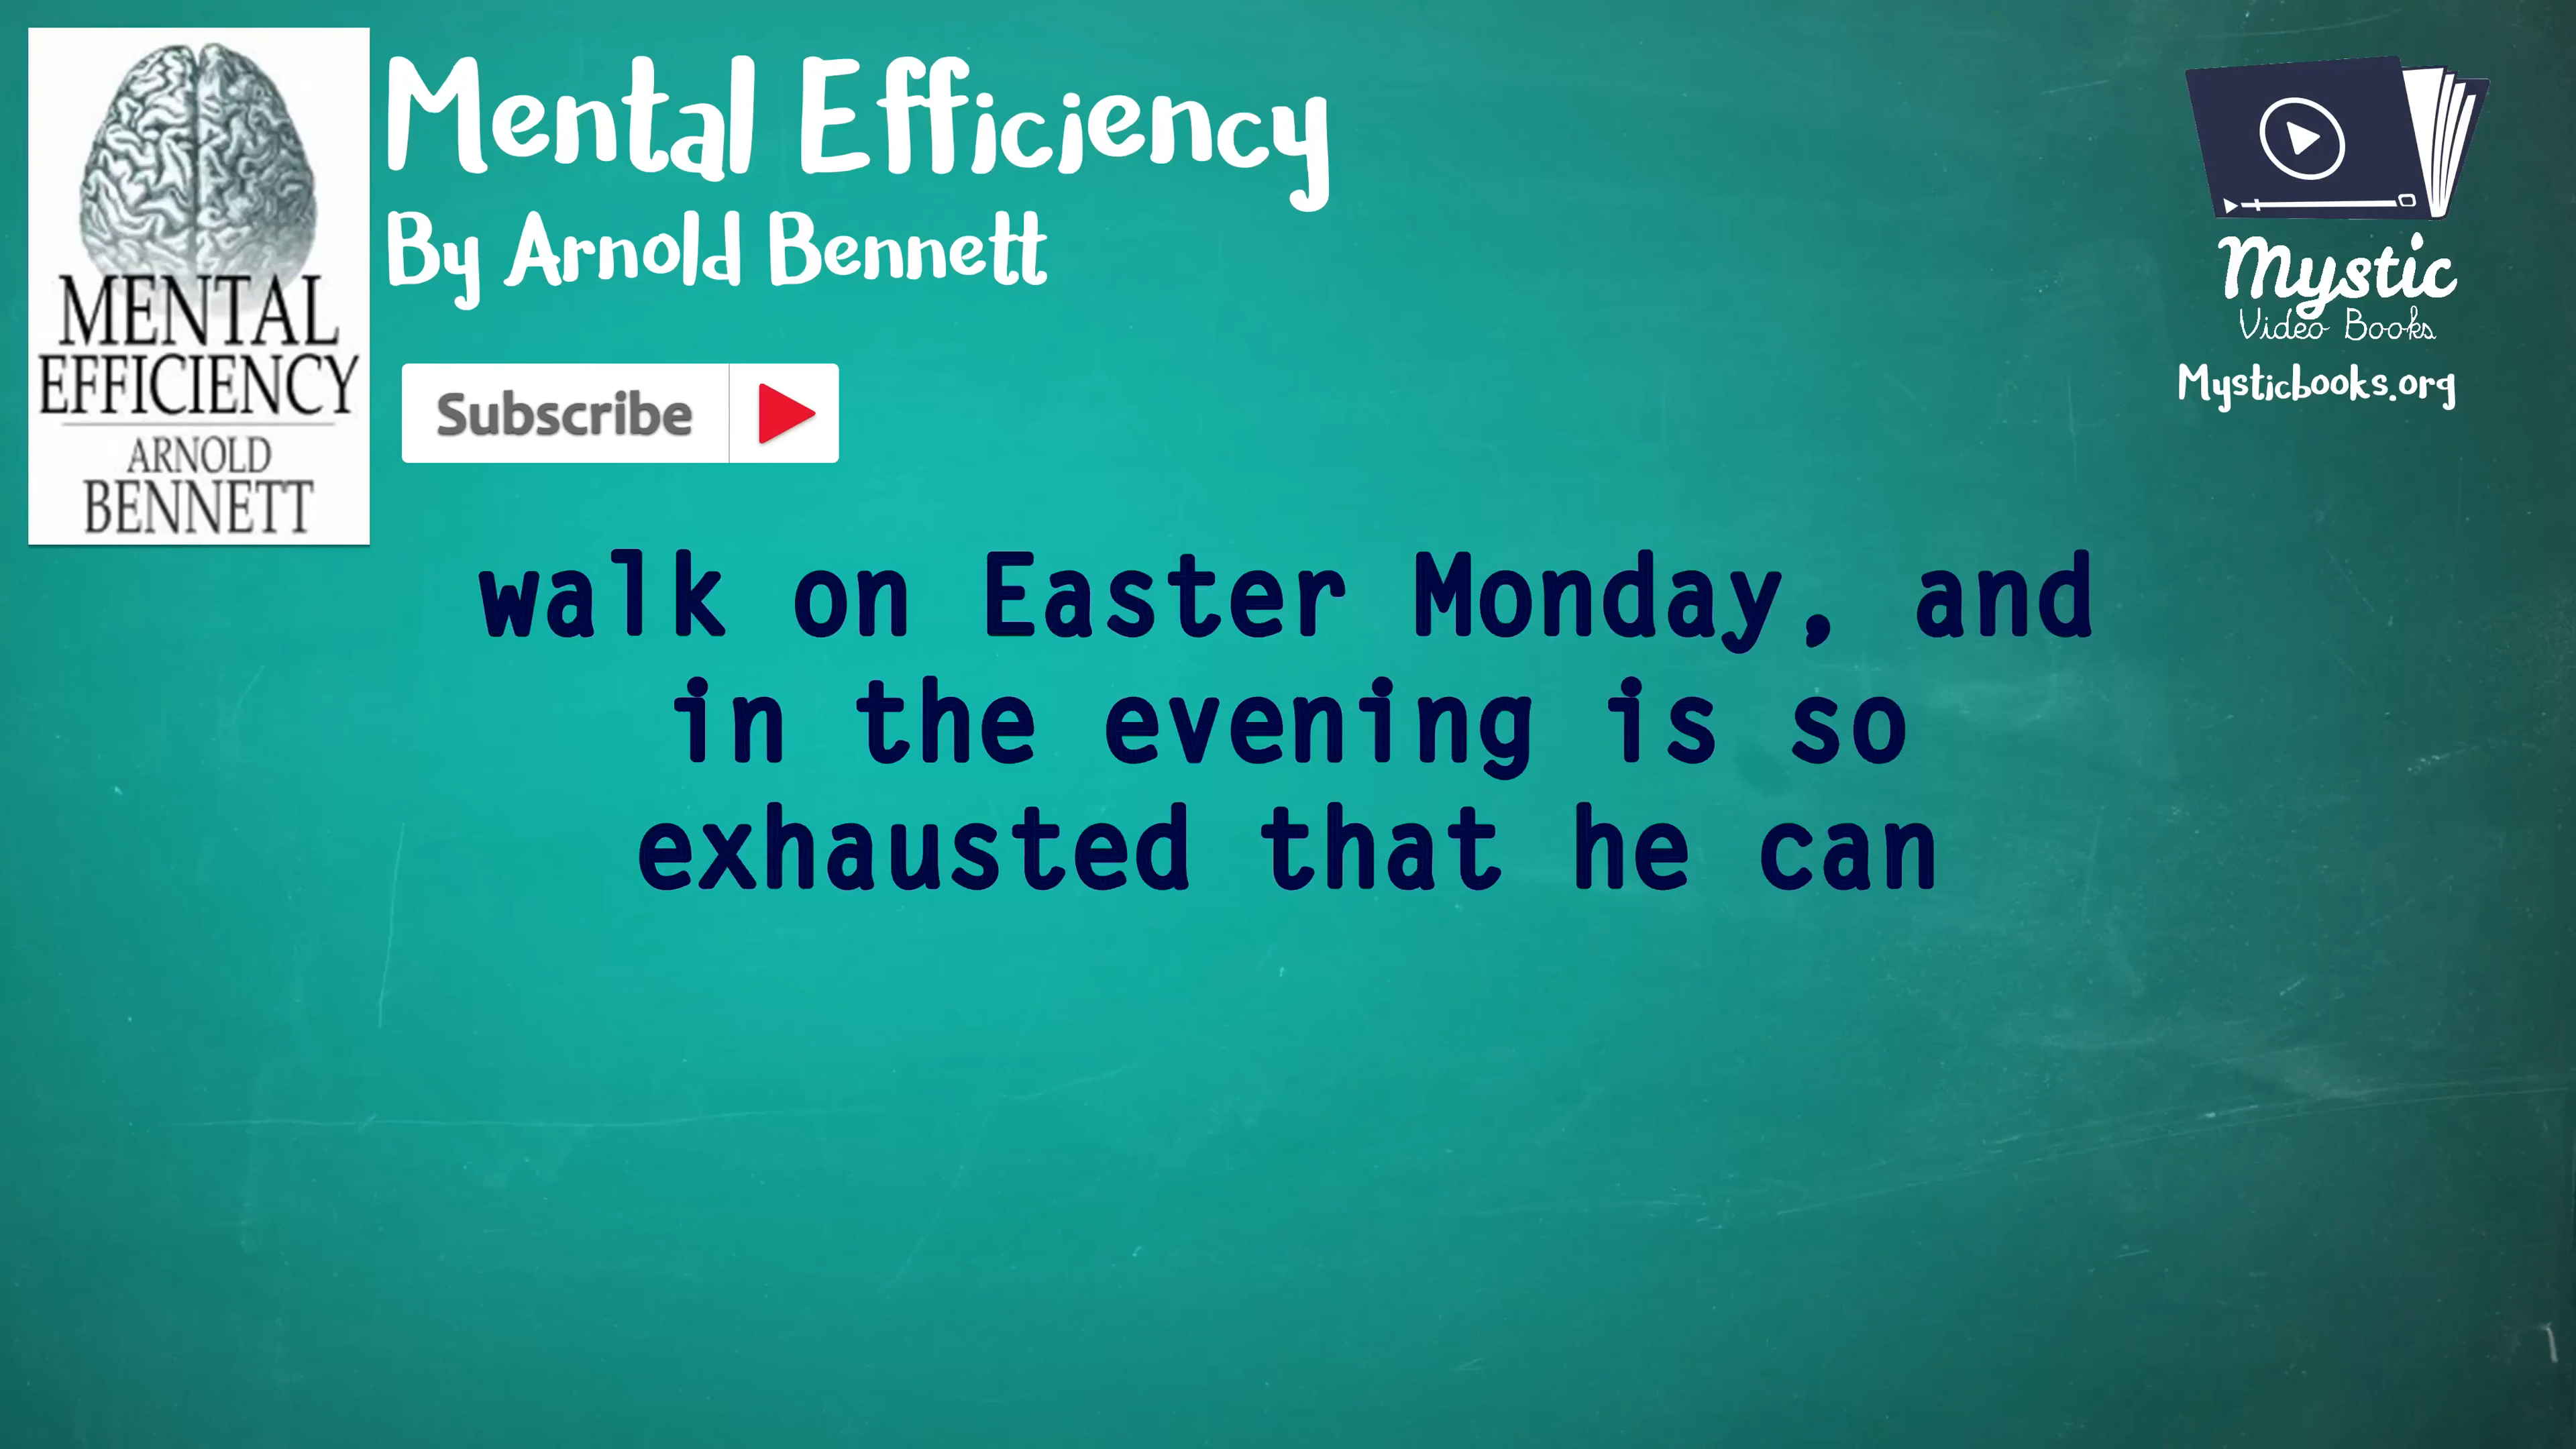 MENTAL
EFFICIENCY
ARNOLD
BENNETT
Mental Efficiency
By Arnold Bennett
Subscribe
Mystic
Video Books
Mysticbooks.org
walk on Easter Monday, and
in the evening is so
exhausted that he can